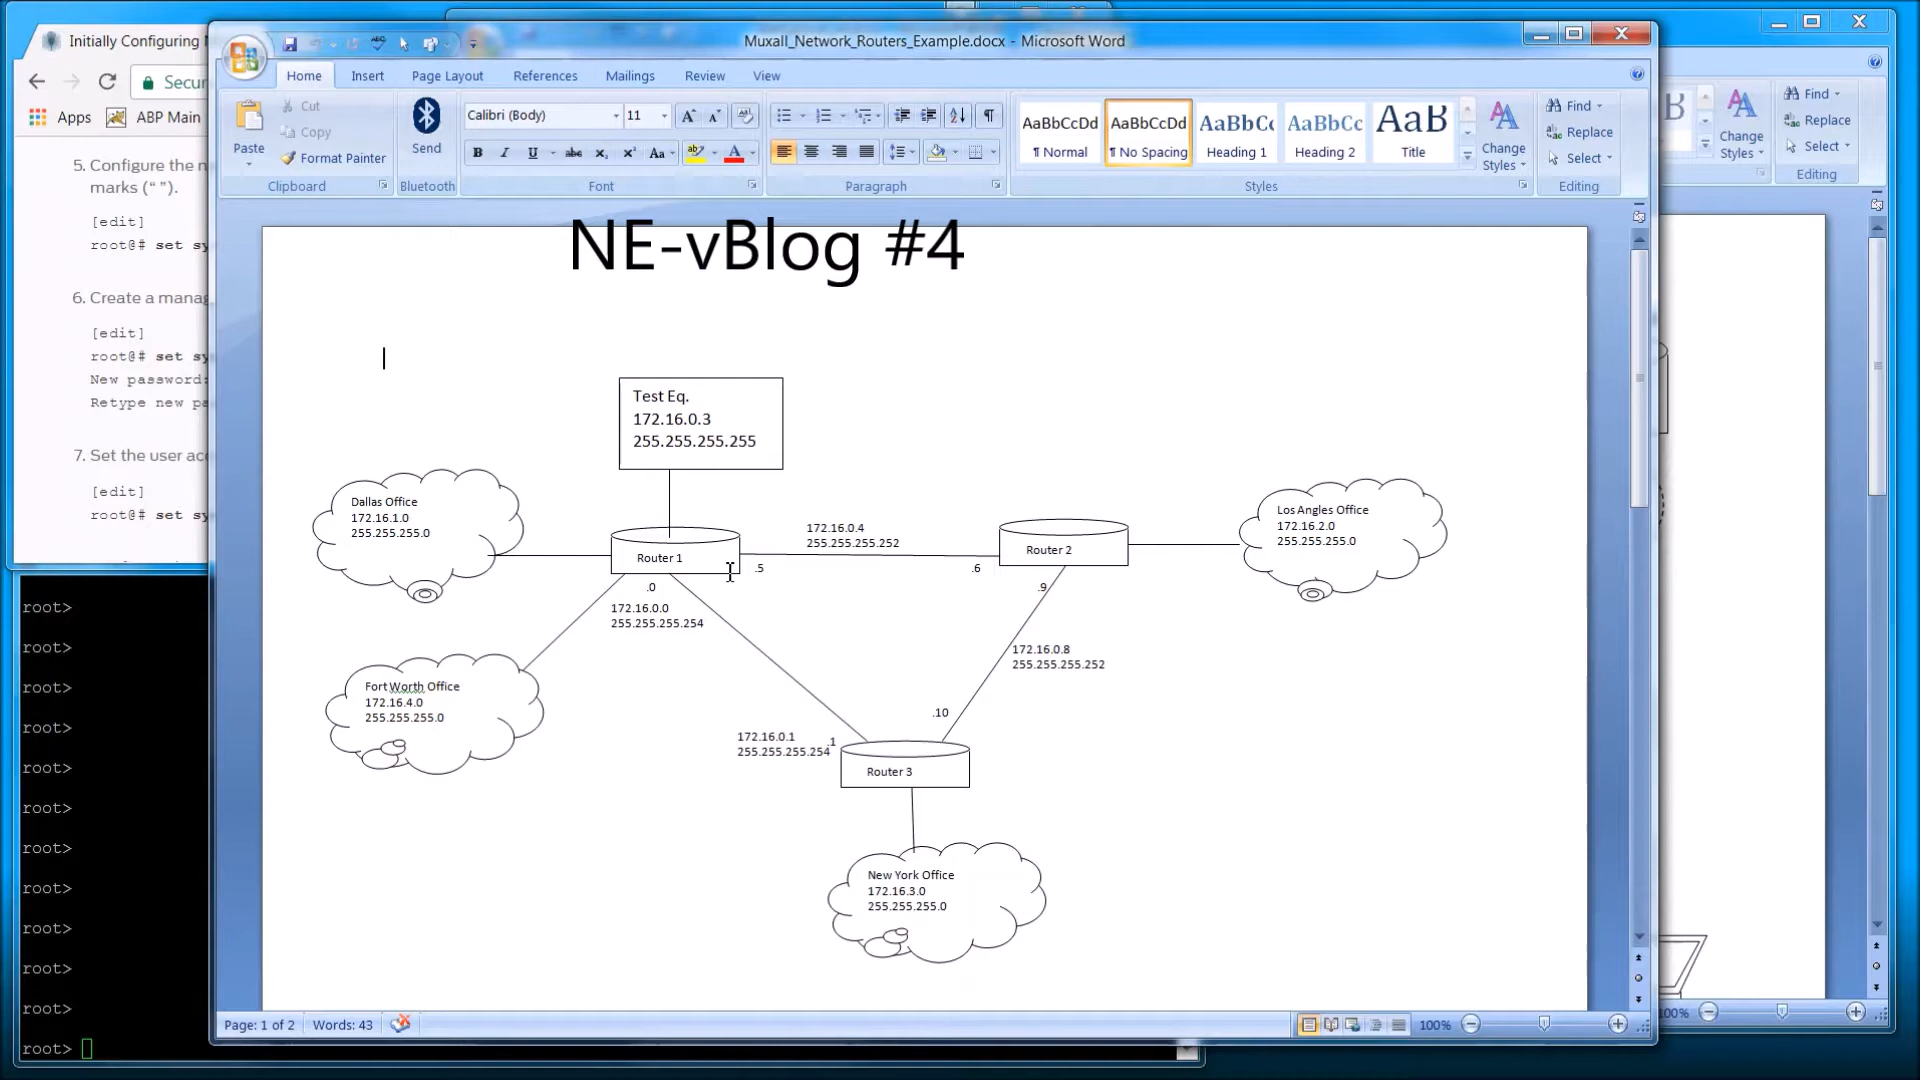 Initially Configuring
Muxall_Network_Routers_Example.docx - Microsoft Word
Secur
Apps
ABP Main
Home
Insert
Page Layout
References
Mailings
Review
View
Paste
Cut
Copy
Format Painter
Clipboard
Send
Bluetooth
Calibri (Body)
11
Font
Paragraph
AaBbCcDd
¶ Normal
AaBbCcDd
¶ No Spacing
AaBbCc
Heading 1
AaBbCc
Heading 2
AaB
Title
Change
Styles
Styles
Find
Replace
Select
Editing
Change
Styles
Find
Replace
Select
Editing
5. Configure the n
marks (“ ”).
[edit]
root@# set sy
6. Create a manag
[edit]
root@# set sy
New password:
Retype new pa
7. Set the user acc
[edit]
root@# set sy
NE-vBlog #4
Test Eq.
172.16.0.3
255.255.255.255
Dallas Office
172.16.1.0
255.255.255.0
Router 1
172.16.0.4
255.255.255.252
.5
.6
Router 2
Los Angles Office
172.16.2.0
255.255.255.0
.0
172.16.0.0
255.255.255.254
.9
172.16.0.8
255.255.255.252
Fort Worth Office
172.16.4.0
255.255.255.0
.10
172.16.0.1
255.255.255.254
.1
Router 3
New York Office
172.16.3.0
255.255.255.0
root>
root>
root>
root>
root>
root>
root>
root>
root>
root>
root>
root>
Page: 1 of 2
Words: 43
100%
100%